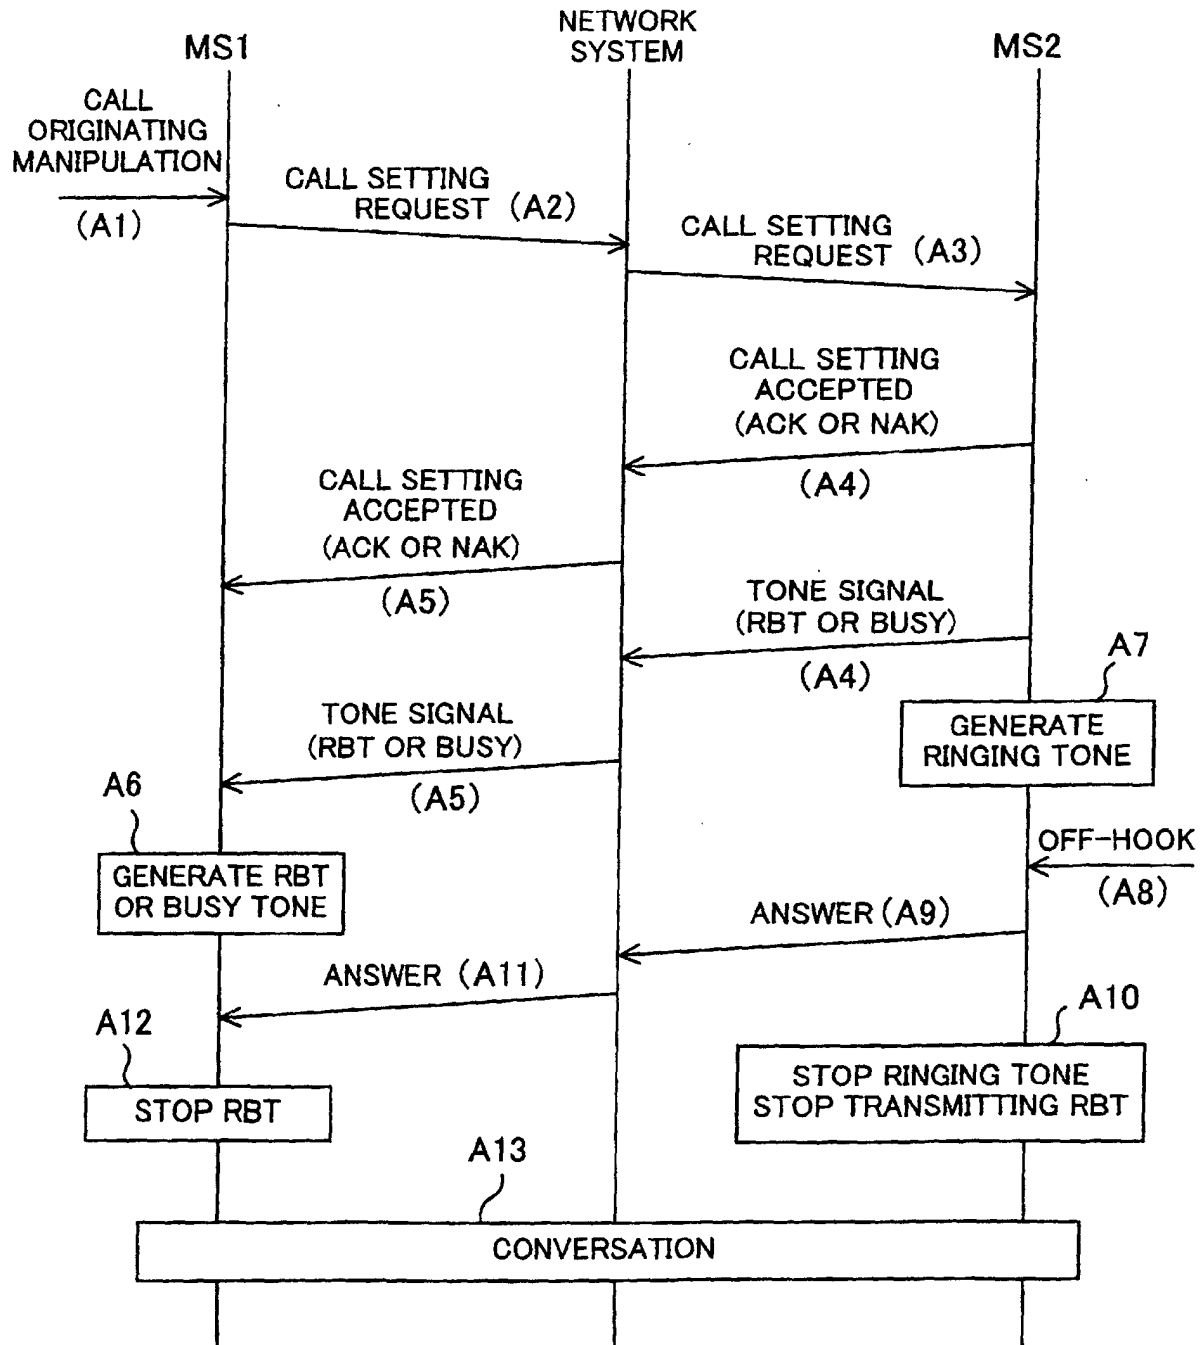 MS1
NETWORK
SYSTEM
MS2
CALL
ORIGINATING
MANIPULATION
(A1)
CALL SETTING
REQUEST (A2)
CALL SETTING
REQUEST (A3)
CALL SETTING
ACCEPTED
(ACK OR NAK)
(A4)
CALL SETTING
ACCEPTED
(ACK OR NAK)
(A5)
TONE SIGNAL
(RBT OR BUSY)
(A4)
A7
GENERATE
RINGING TONE
TONE SIGNAL
(RBT OR BUSY)
(A5)
A6
GENERATE RBT
OR BUSY TONE
OFF-HOOK
(A8)
ANSWER (A9)
ANSWER (A11)
A10
STOP RINGING TONE
STOP TRANSMITTING RBT
A12
STOP RBT
A13
CONVERSATION